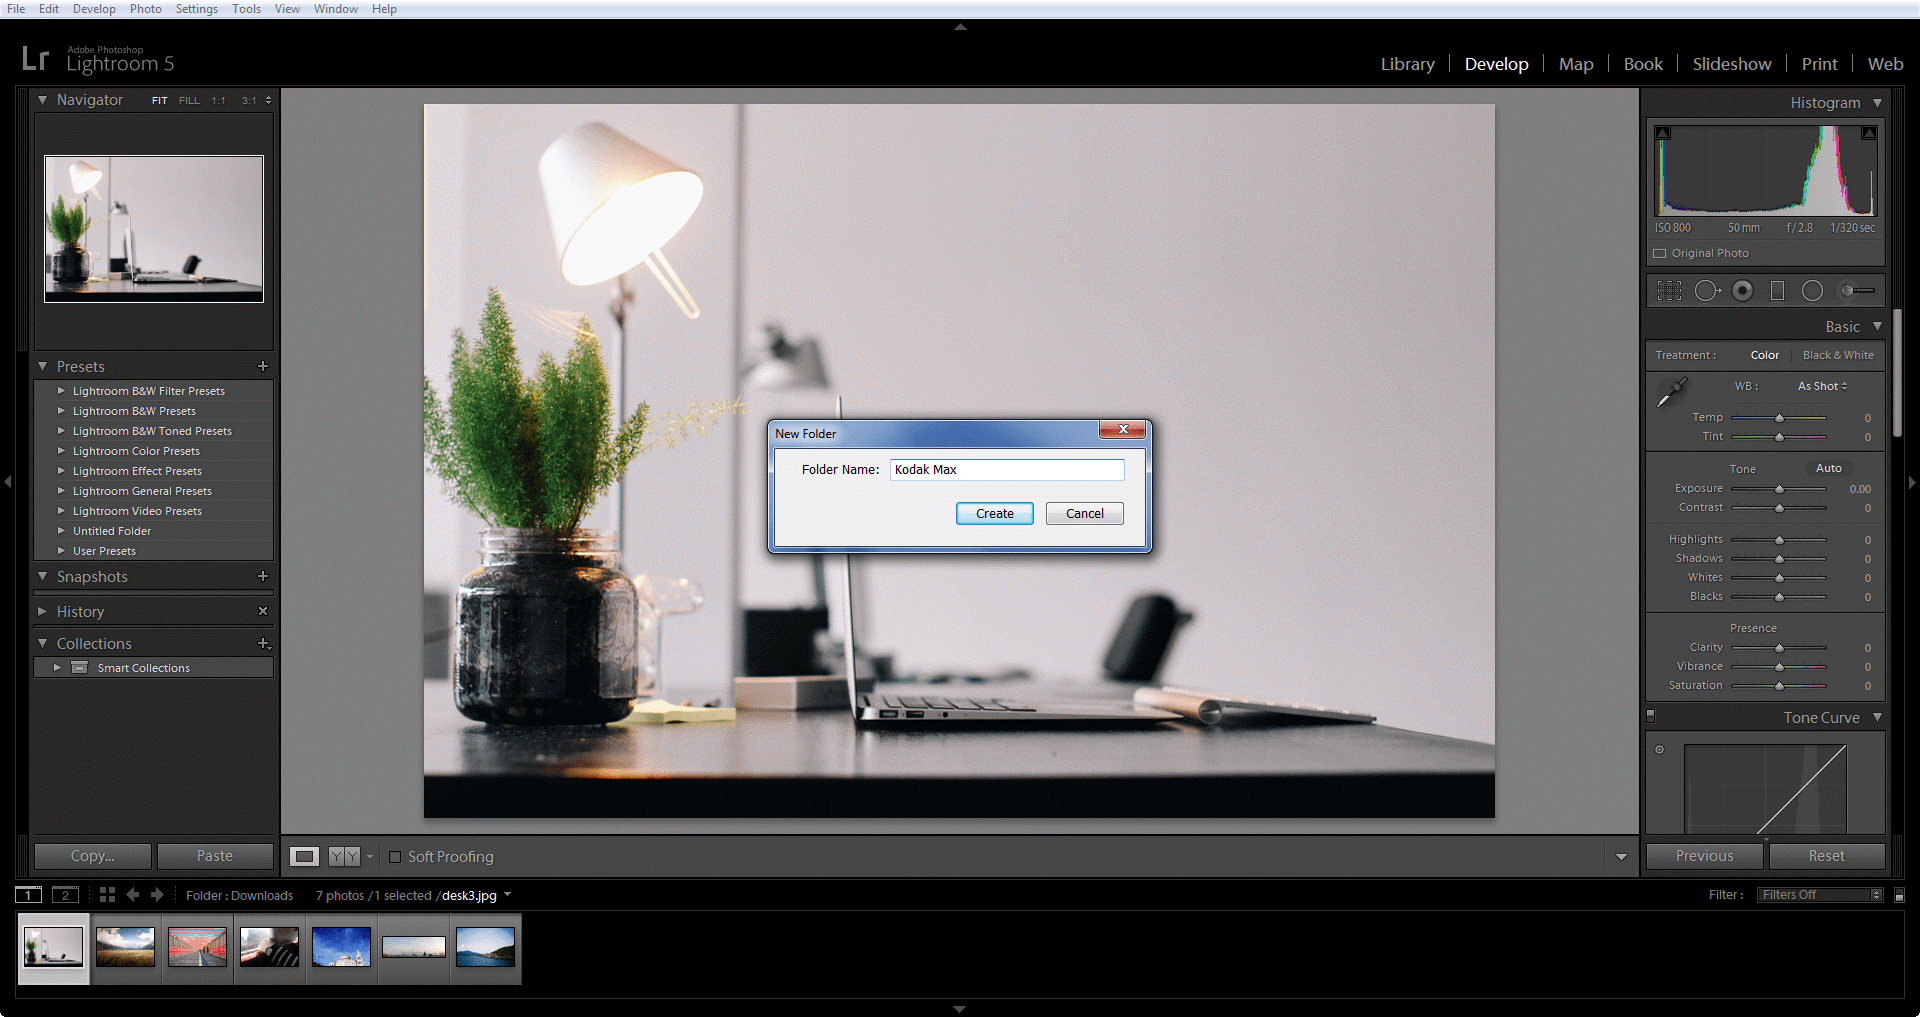 File Edit Develop Photo Settings Tools View Window Help
Lr Adobe Photoshop
Lightroom 5
Library Develop Map Book Slideshow Print Web
Navigator FIT FILL 1:1 3:1
Presets +
Lightroom B&W Filter Presets
Lightroom B&W Presets
Lightroom B&W Toned Presets
Lightroom Color Presets
Lightroom Effect Presets
Lightroom General Presets
Lightroom Video Presets
Untitled Folder
User Presets
Snapshots +
History
Collections
Smart Collections
Copy... Paste
New Folder
Folder Name: Kodak Max
Create Cancel
YY Soft Proofing
Histogram
ISO 800 50 mm f / 2.8 1/320 sec
Original Photo
Basic
Treatment : Color Black & White
WB : As Shot
Temp 0
Tint 0
Tone Auto
Exposure 0.00
Contrast 0
Highlights 0
Shadows 0
Whites 0
Blacks 0
Presence
Clarity 0
Vibrance 0
Saturation 0
Tone Curve
Previous Reset
1 2 Folder : Downloads 7 photos /1 selected /desk3.jpg Filter : Filters Off